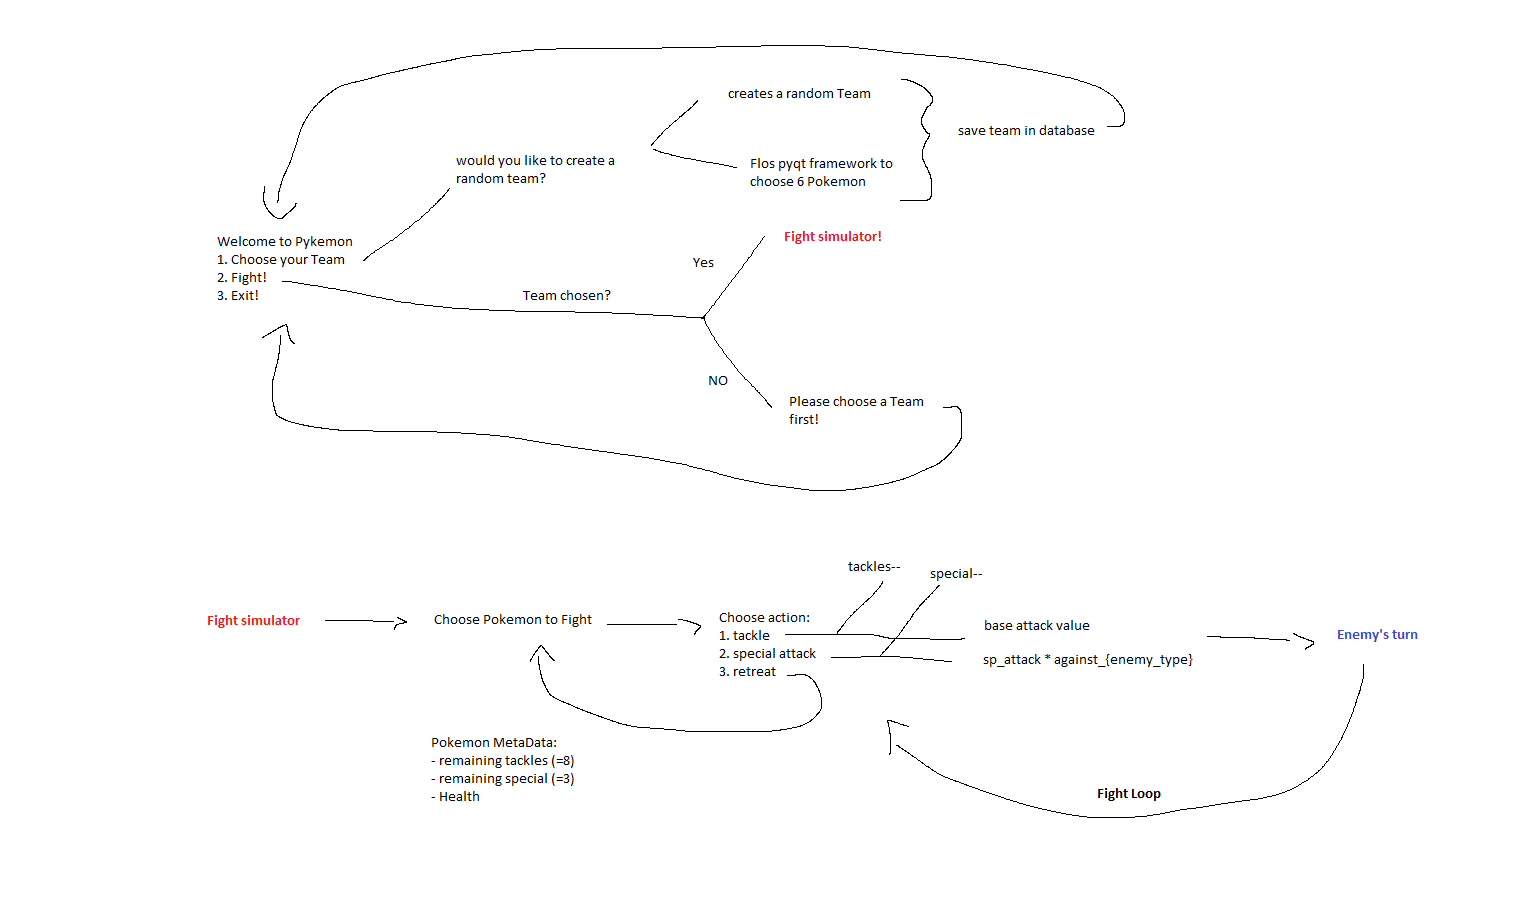 creates a random Team
save team in database
would you like to create a
random team?
Flos pyqt framework to
choose 6 Pokemon
Welcome to Pykemon
1. Choose your Team
2. Fight!
3. Exit!
Fight simulator!
Yes
Team chosen?
NO
Please choose a Team
first!
tackles--
special--
Fight simulator
Choose Pokemon to Fight
Choose action:
1. tackle
2. special attack
3. retreat
base attack value
sp_attack * against_{enemy_type}
Enemy's turn
Pokemon MetaData:
- remaining tackles (=8)
- remaining special (=3)
- Health
Fight Loop